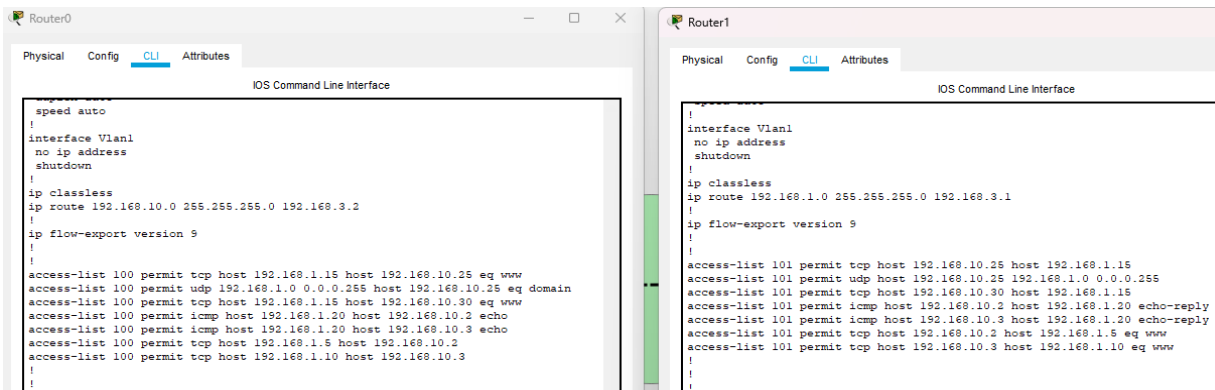 Router0
Physical Config CLI Attributes
IOS Command Line Interface
speed auto
!
interface Vlan1
no ip address
shutdown
!
ip classless
ip route 192.168.10.0 255.255.255.0 192.168.3.2
!
ip flow-export version 9
!
!
access-list 100 permit tcp host 192.168.1.15 host 192.168.10.25 eq www
access-list 100 permit udp 192.168.1.0 0.0.0.255 host 192.168.10.25 eq domain
access-list 100 permit tcp host 192.168.1.15 host 192.168.10.30 eq www
access-list 100 permit icmp host 192.168.1.20 host 192.168.10.2 echo
access-list 100 permit icmp host 192.168.1.20 host 192.168.10.3 echo
access-list 100 permit tcp host 192.168.1.5 host 192.168.10.2
access-list 100 permit tcp host 192.168.1.10 host 192.168.10.3
!
!
Router1
Physical Config CLI Attributes
IOS Command Line Interface
!
interface Vlan1
no ip address
shutdown
!
ip classless
ip route 192.168.1.0 255.255.255.0 192.168.3.1
!
ip flow-export version 9
!
!
access-list 101 permit tcp host 192.168.10.25 host 192.168.1.15
access-list 101 permit udp host 192.168.10.25 192.168.1.0 0.0.0.255
access-list 101 permit tcp host 192.168.10.30 host 192.168.1.15
access-list 101 permit icmp host 192.168.10.2 host 192.168.1.20 echo-reply
access-list 101 permit icmp host 192.168.10.3 host 192.168.1.20 echo-reply
access-list 101 permit tcp host 192.168.10.2 host 192.168.1.5 eq www
access-list 101 permit tcp host 192.168.10.3 host 192.168.1.10 eq www
!
!
!